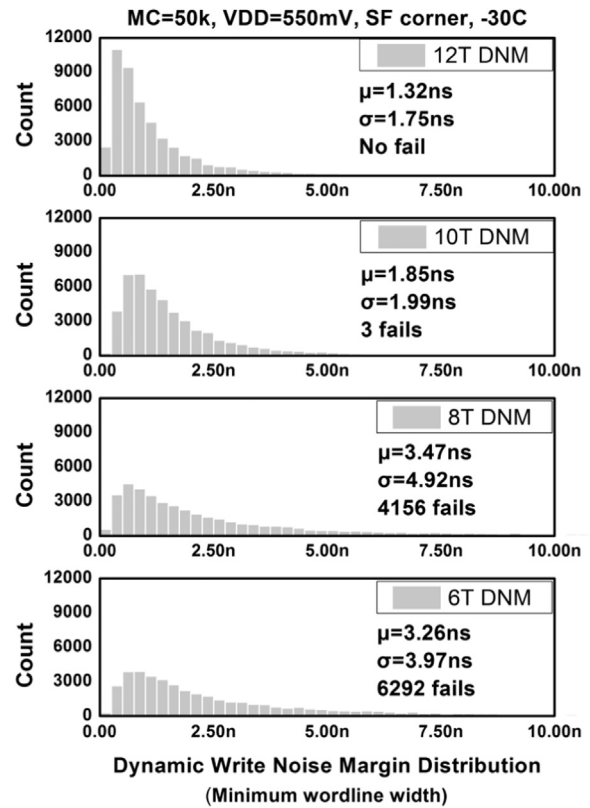 MC=50k, VDD=550mV, SF corner, -30C
12000
9000
6000
3000
0
Count
12T DNM
μ=1.32ns
σ=1.75ns
No fail
0.00
2.50n
5.00n
7.50n
10.00n
12000
9000
6000
3000
0
Count
10T DNM
μ=1.85ns
σ=1.99ns
3 fails
0.00
2.50n
5.00n
7.50n
10.00n
12000
9000
6000
3000
0
Count
8T DNM
μ=3.47ns
σ=4.92ns
4156 fails
0.00
2.50n
5.00n
7.50n
10.00n
12000
9000
6000
3000
0
Count
6T DNM
μ=3.26ns
σ=3.97ns
6292 fails
0.00
2.50n
5.00n
7.50n
10.00n
Dynamic Write Noise Margin Distribution
(Minimum wordline width)